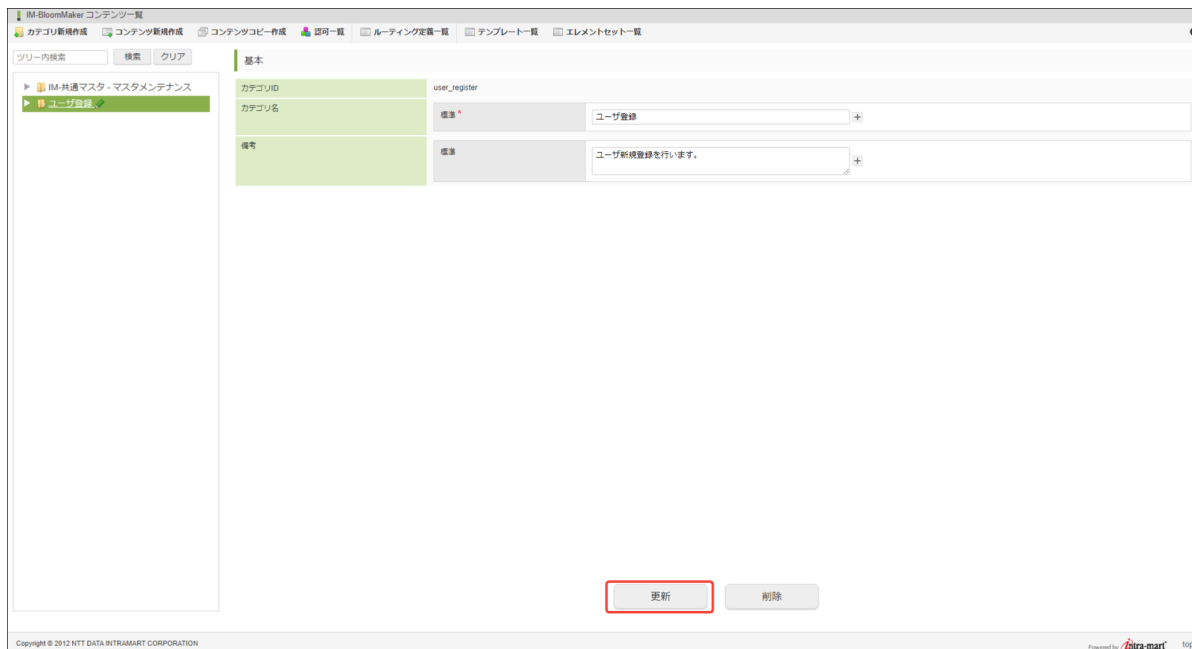 IM-BloomMaker コンテンツ一覧
カテゴリ新規作成 コンテンツ新規作成 コンテンツコピー作成 認可一覧 ルーティング定義一覧 テンプレート一覧 エレメントセット一覧
ツリー内検索 検索 クリア
基本
IM-共通マスタ - マスタメンテナンス
ユーザ登録
カテゴリID user_register
カテゴリ名 標準* ユーザ登録
備考 標準 ユーザ新規登録を行います。
更新 削除
Copyright © 2012 NTT DATA INTRAMART CORPORATION
Powered by intra-mart top